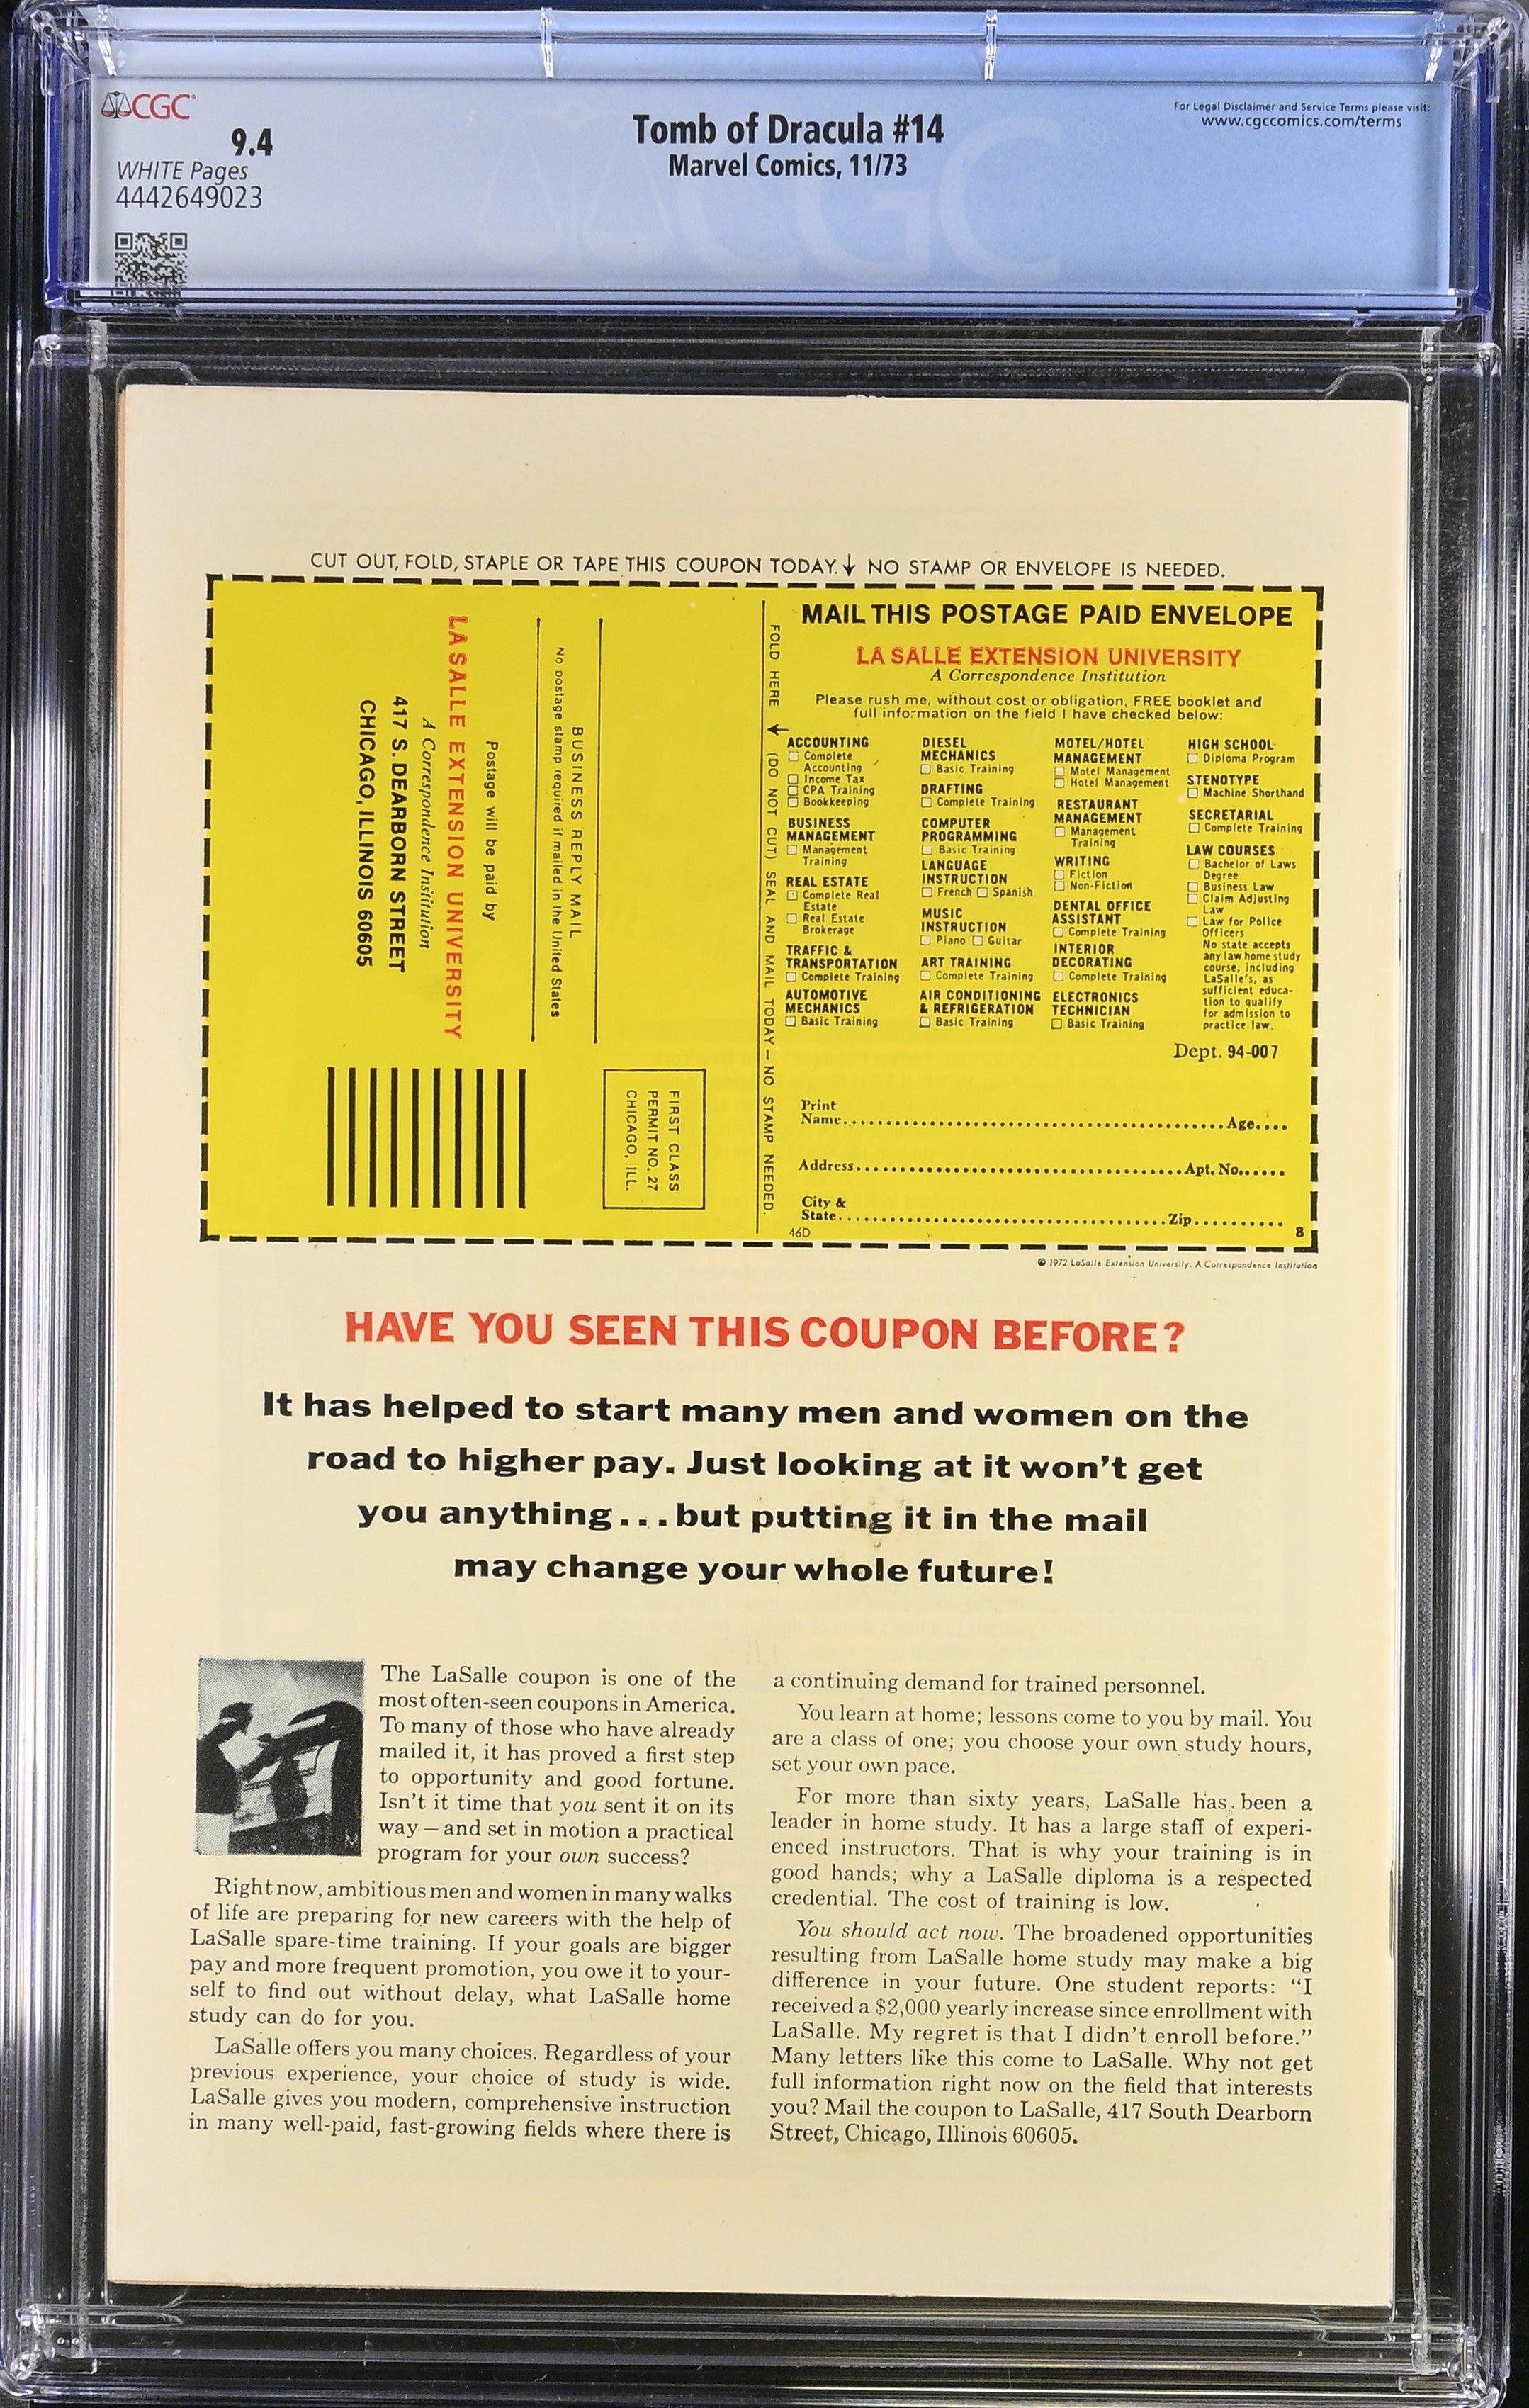 CGC
9.4
WHITE Pages
4442649023
Tomb of Dracula #14
Marvel Comics, 11/73
For Legal Disclaimer and Service Terms please visit:
www.cgccomics.com/terms
CGC
CUT OUT, FOLD, STAPLE OR TAPE THIS COUPON TODAY. ↓ NO STAMP OR ENVELOPE IS NEEDED.
FIRST CLASS
PERMIT NO. 27
CHICAGO, ILL.
BUSINESS REPLY MAIL
No postage stamp required if mailed in the United States
Postage will be paid by
LA SALLE EXTENSION UNIVERSITY
A Correspondence Institution
417 S. DEARBORN STREET
CHICAGO, ILLINOIS 60605
FOLD HERE ↓ (DO NOT CUT) SEAL AND MAIL TODAY — NO STAMP NEEDED.
MAIL THIS POSTAGE PAID ENVELOPE
LA SALLE EXTENSION UNIVERSITY
A Correspondence Institution
Please rush me, without cost or obligation, FREE booklet and
full information on the field I have checked below:
ACCOUNTING
☐ Complete
Accounting
☐ Income Tax
☐ CPA Training
☐ Bookkeeping
BUSINESS
MANAGEMENT
☐ Management
Training
REAL ESTATE
☐ Complete Real
Estate
☐ Real Estate
Brokerage
TRAFFIC &
TRANSPORTATION
☐ Complete Training
AUTOMOTIVE
MECHANICS
☐ Basic Training
DIESEL
MECHANICS
☐ Basic Training
DRAFTING
☐ Complete Training
COMPUTER
PROGRAMMING
☐ Basic Training
LANGUAGE
INSTRUCTION
☐ French ☐ Spanish
MUSIC
INSTRUCTION
☐ Piano ☐ Guitar
ART TRAINING
☐ Complete Training
AIR CONDITIONING
& REFRIGERATION
☐ Basic Training
MOTEL/HOTEL
MANAGEMENT
☐ Motel Management
☐ Hotel Management
RESTAURANT
MANAGEMENT
☐ Management
Training
WRITING
☐ Fiction
☐ Non-Fiction
DENTAL OFFICE
ASSISTANT
☐ Complete Training
INTERIOR
DECORATING
☐ Complete Training
ELECTRONICS
TECHNICIAN
☐ Basic Training
HIGH SCHOOL
☐ Diploma Program
STENOTYPE
☐ Machine Shorthand
SECRETARIAL
☐ Complete Training
LAW COURSES
☐ Bachelor of Laws
Degree
☐ Business Law
☐ Claim Adjusting
Law
☐ Law for Police
Officers
No state accepts
any law home study
course, including
LaSalle's, as
sufficient educa-
tion to qualify
for admission to
practice law.
Dept. 94-007
Print
Name........................................Age....
Address........................................Apt. No......
City &
State........................................Zip..........
46D
8
© 1972 LaSalle Extension University. A Correspondence Institution
HAVE YOU SEEN THIS COUPON BEFORE?
It has helped to start many men and women on the
road to higher pay. Just looking at it won't get
you anything...but putting it in the mail
may change your whole future!
The LaSalle coupon is one of the
most often-seen coupons in America.
To many of those who have already
mailed it, it has proved a first step
to opportunity and good fortune.
Isn't it time that you sent it on its
way — and set in motion a practical
program for your own success?
Right now, ambitious men and women in many walks
of life are preparing for new careers with the help of
LaSalle spare-time training. If your goals are bigger
pay and more frequent promotion, you owe it to your-
self to find out without delay, what LaSalle home
study can do for you.
LaSalle offers you many choices. Regardless of your
previous experience, your choice of study is wide.
LaSalle gives you modern, comprehensive instruction
in many well-paid, fast-growing fields where there is
a continuing demand for trained personnel.
You learn at home; lessons come to you by mail. You
are a class of one; you choose your own study hours,
set your own pace.
For more than sixty years, LaSalle has been a
leader in home study. It has a large staff of experi-
enced instructors. That is why your training is in
good hands; why a LaSalle diploma is a respected
credential. The cost of training is low.
You should act now. The broadened opportunities
resulting from LaSalle home study may make a big
difference in your future. One student reports: "I
received a $2,000 yearly increase since enrollment with
LaSalle. My regret is that I didn't enroll before."
Many letters like this come to LaSalle. Why not get
full information right now on the field that interests
you? Mail the coupon to LaSalle, 417 South Dearborn
Street, Chicago, Illinois 60605.